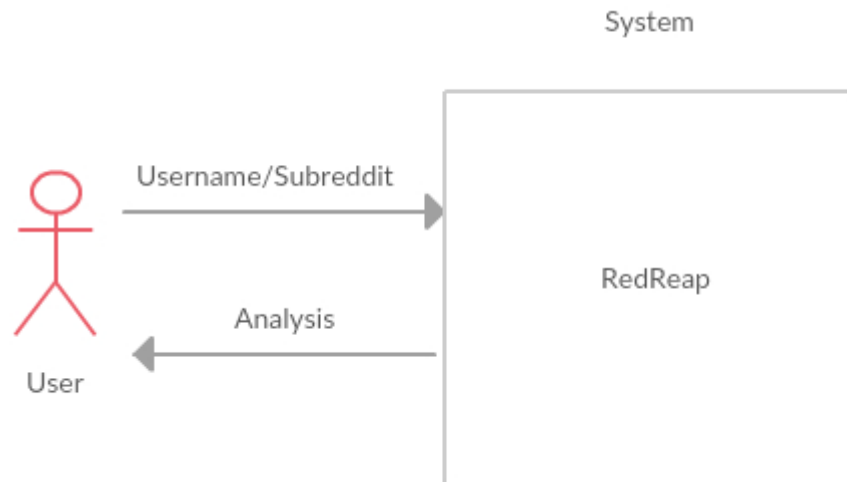 System
Username/Subreddit
RedReap
Analysis
User